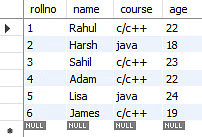 rollno name course age
1 Rahul c/c++ 22
2 Harsh java 18
3 Sahil c/c++ 23
4 Adam c/c++ 22
5 Lisa java 24
6 James c/c++ 19
NULL NULL NULL NULL